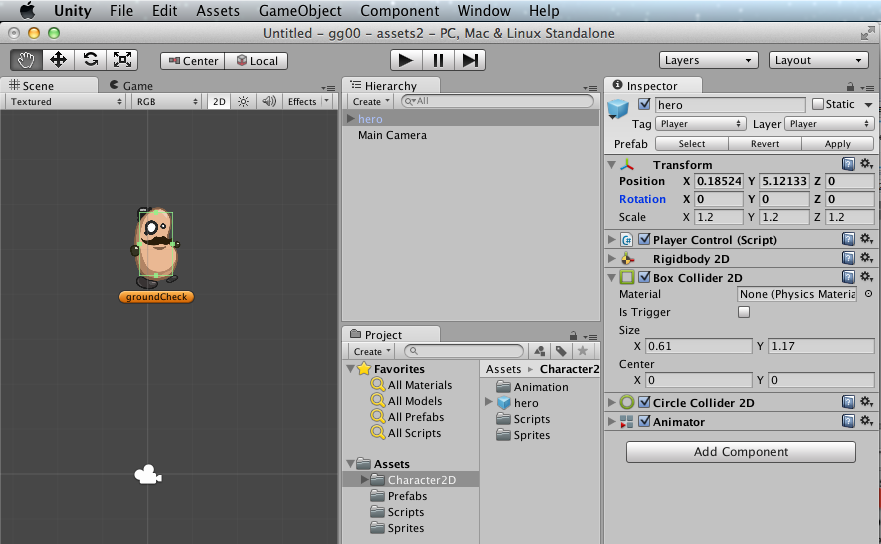 Unity File Edit Assets GameObject Component Window Help
Untitled - gg00 - assets2 - PC, Mac & Linux Standalone
Center Local Layers Layout
Scene Game
Textured RGB 2D Effects
groundCheck
Hierarchy
Create All
hero
Main Camera
Project
Create
Favorites
All Materials
All Models
All Prefabs
All Scripts
Assets
Character2D
Prefabs
Scripts
Sprites
Assets Character2
Animation
hero
Scripts
Sprites
Inspector
hero Static
Tag Player Layer Player
Prefab Select Revert Apply
Transform
Position X 0.18524 Y 5.12133 Z 0
Rotation X 0 Y 0 Z 0
Scale X 1.2 Y 1.2 Z 1.2
Player Control (Script)
Rigidbody 2D
Box Collider 2D
Material None (Physics Materia
Is Trigger
Size
X 0.61 Y 1.17
Center
X 0 Y 0
Circle Collider 2D
Animator
Add Component